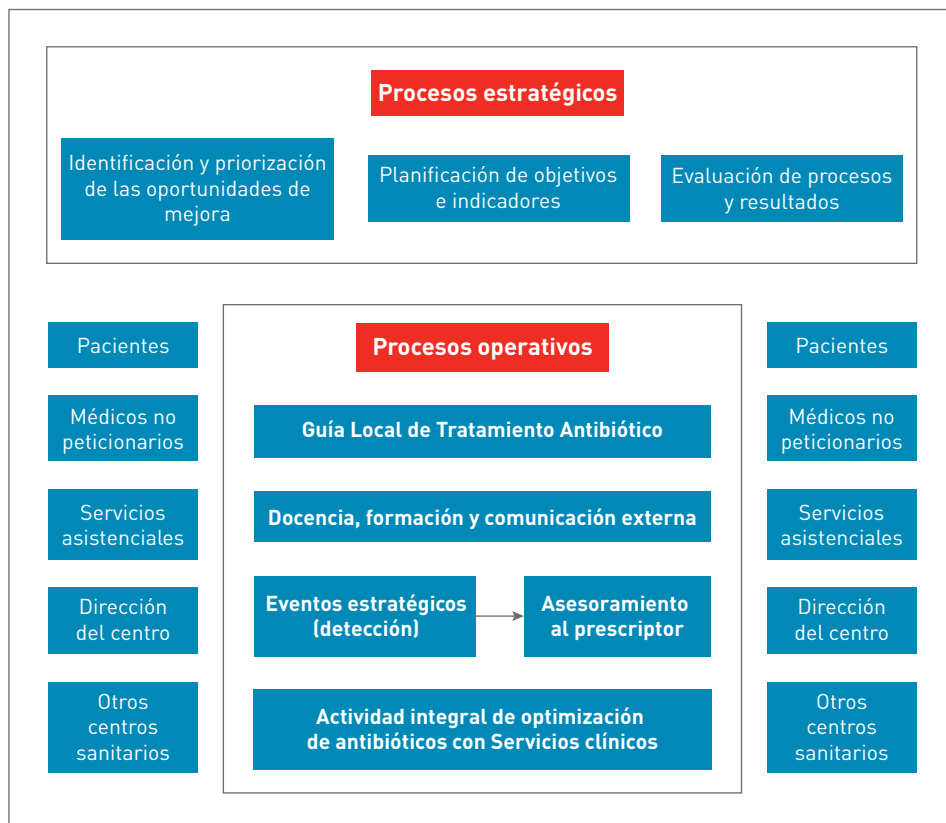 Procesos estratégicos
Identificación y priorización
de las oportunidades de
mejora
Planificación de objetivos
e indicadores
Evaluación de procesos
y resultados
Pacientes
Médicos no
peticionarios
Servicios
asistenciales
Dirección
del centro
Otros
centros
sanitarios
Procesos operativos
Guía Local de Tratamiento Antibiótico
Docencia, formación y comunicación externa
Eventos estratégicos
(detección)
Asesoramiento
al prescriptor
Actividad integral de optimización
de antibióticos con Servicios clínicos
Pacientes
Médicos no
peticionarios
Servicios
asistenciales
Dirección
del centro
Otros
centros
sanitarios